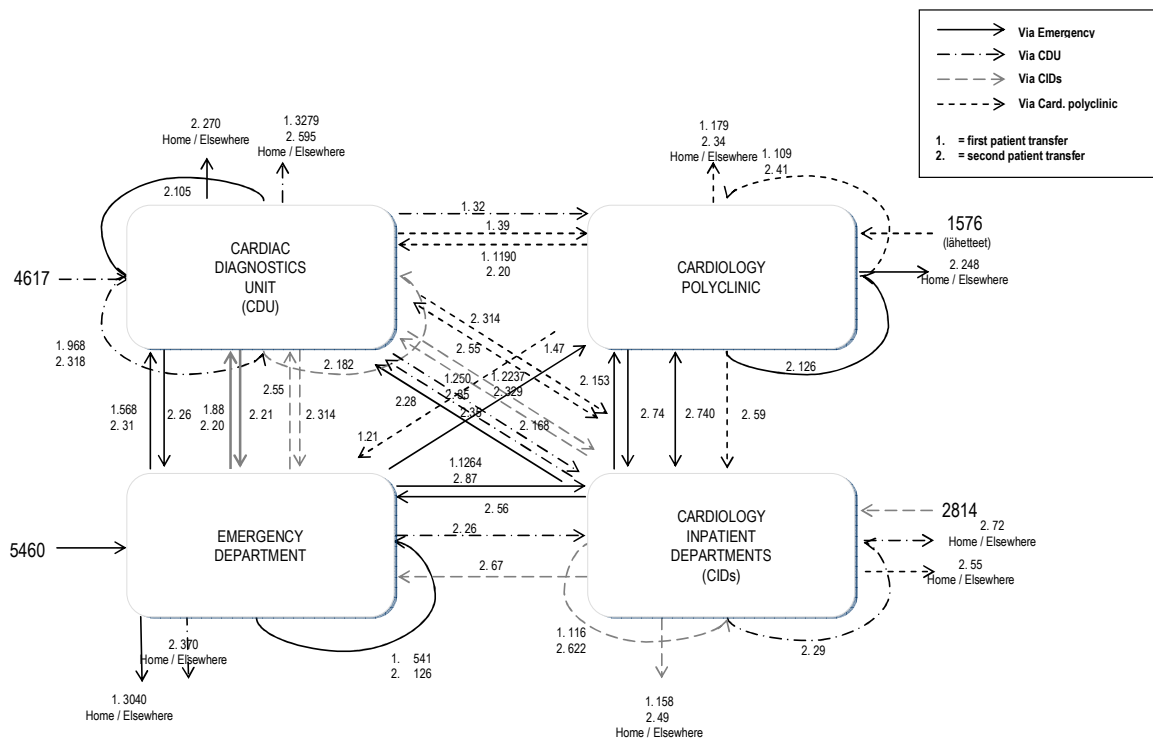 Via Emergency
Via CDU
Via CIDs
Via Card. polyclinic
1. = first patient transfer
2. = second patient transfer
2. 270
Home / Elsewhere
1. 3279
2. 595
Home / Elsewhere
1. 179
2. 34
Home / Elsewhere
1. 109
2. 41
2.105
1. 32
1. 39
1. 1190
2. 20
CARDIAC
DIAGNOSTICS
UNIT
(CDU)
CARDIOLOGY
POLYCLINIC
1576
(lähetteet)
2. 248
Home / Elsewhere
4617
1. 968
2. 318
2. 182
2. 314
2. 55
1.47
2. 126
1.568
2. 31
2. 26
1.88
2. 20
2. 21
2.55
2. 314
2.28
1.250
2. 85
1.2237
2. 329
2.35
2. 168
2. 153
2. 74
2. 740
2. 59
1.21
1.1264
2. 87
2. 56
EMERGENCY
DEPARTMENT
5460
2. 26
2. 67
CARDIOLOGY
INPATIENT
DEPARTMENTS
(CIDs)
2814
2. 72
Home / Elsewhere
2. 55
Home / Elsewhere
2. 370
Home / Elsewhere
1. 541
2. 126
1. 116
2. 622
2. 29
1. 3040
Home / Elsewhere
1. 158
2. 49
Home / Elsewhere